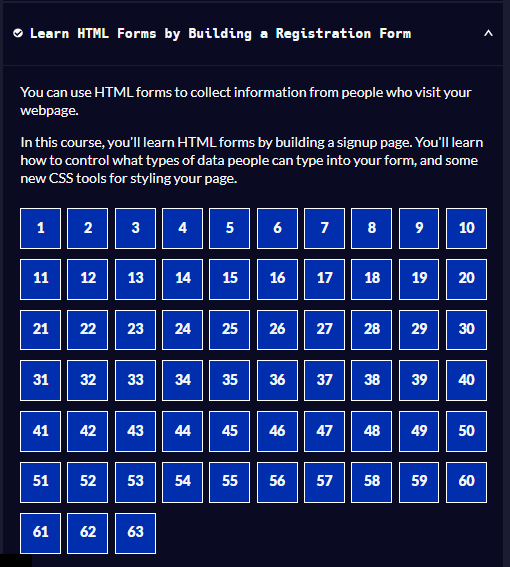 Learn HTML Forms by Building a Registration Form
You can use HTML forms to collect information from people who visit your
webpage.
In this course, you'll learn HTML forms by building a signup page. You'll learn
how to control what types of data people can type into your form, and some
new CSS tools for styling your page.
1 2 3 4 5 6 7 8 9 10
11 12 13 14 15 16 17 18 19 20
21 22 23 24 25 26 27 28 29 30
31 32 33 34 35 36 37 38 39 40
41 42 43 44 45 46 47 48 49 50
51 52 53 54 55 56 57 58 59 60
61 62 63